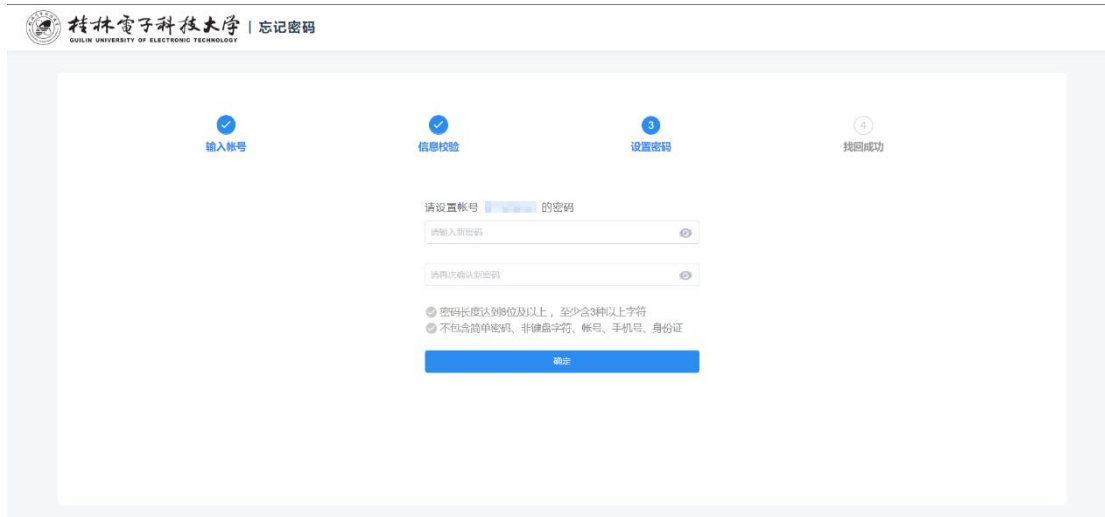 桂林電子科技大学 | 忘记密码
GUILIN UNIVERSITY OF ELECTRONIC TECHNOLOGY
3
4
输入帐号
信息校验
设置密码
找回成功
请设置帐号 的密码
请输入新密码
请再次确认新密码
密码长度达到8位及以上，至少含3种以上字符
不包含简单密码、非键盘字符、帐号、手机号、身份证
确定